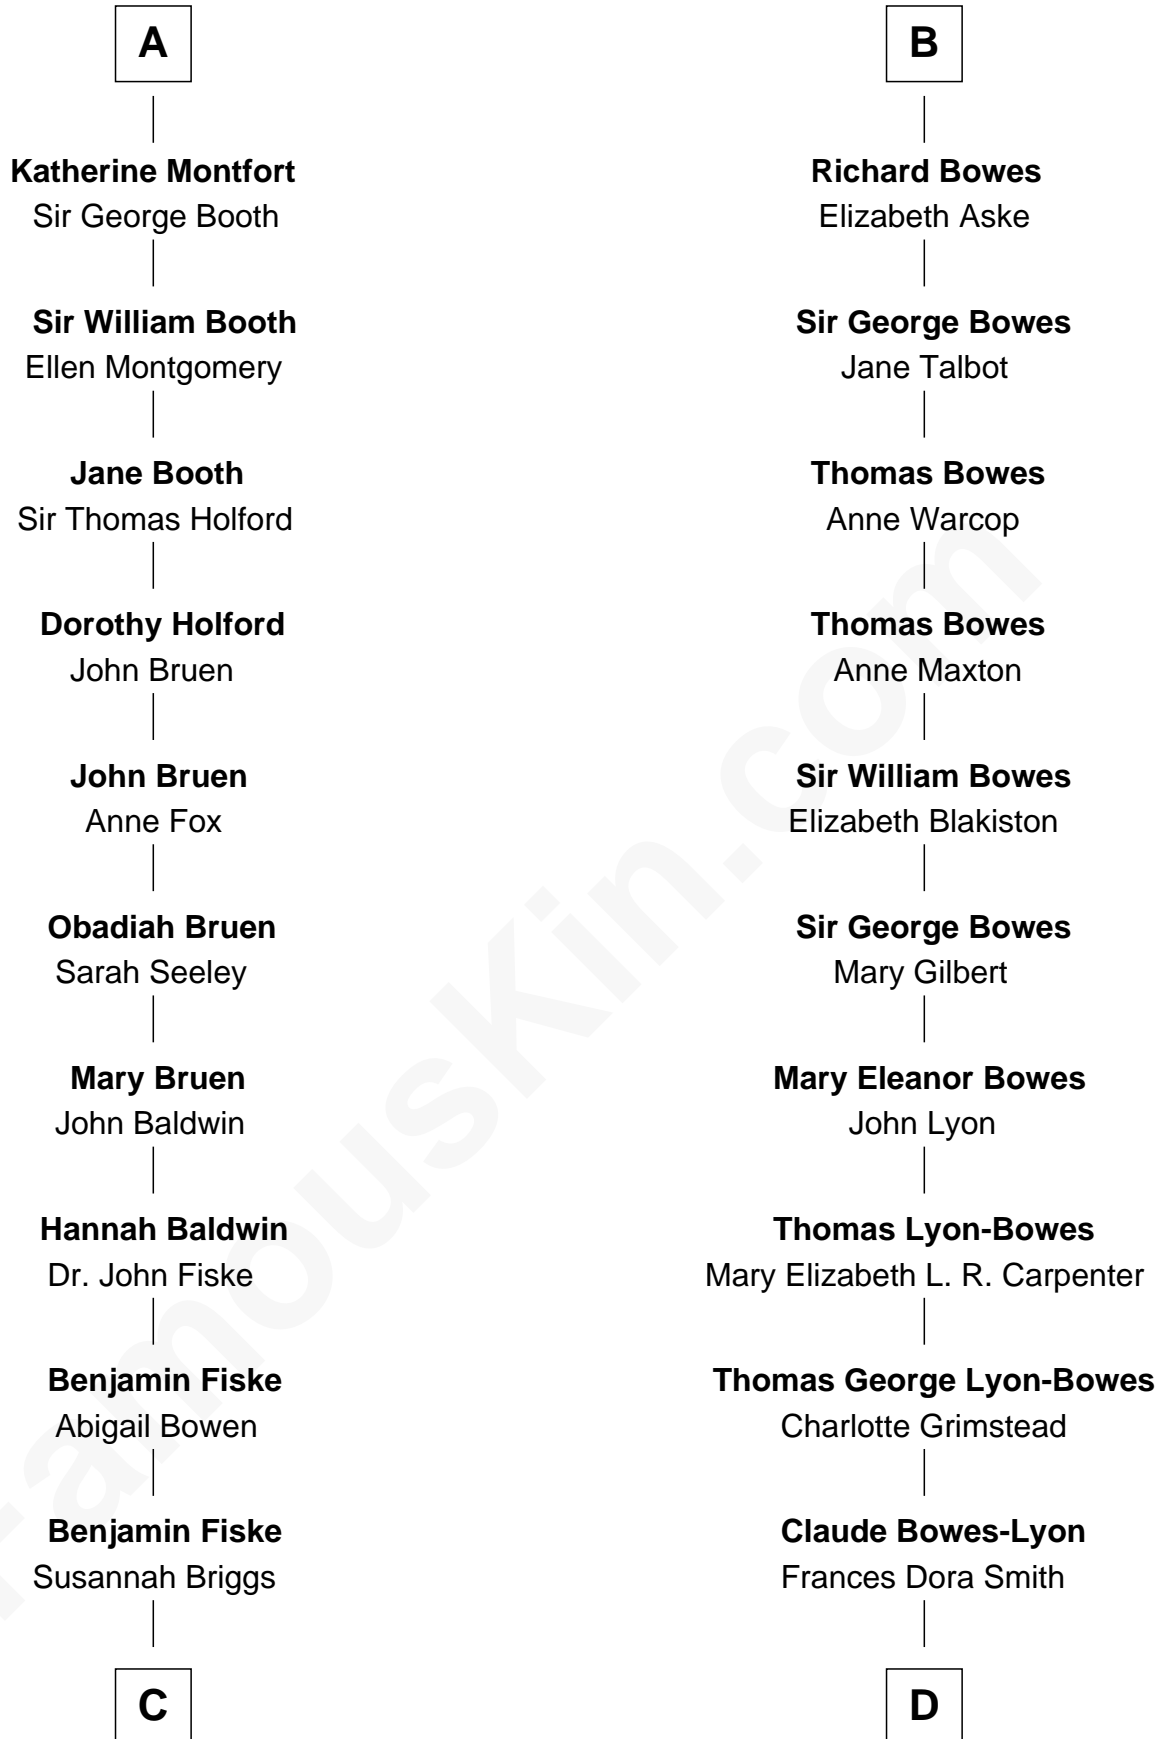 A
Katherine Montfort
Sir George Booth
Sir William Booth
Ellen Montgomery
Jane Booth
Sir Thomas Holford
Dorothy Holford
John Bruen
John Bruen
Anne Fox
Obadiah Bruen
Sarah Seeley
Mary Bruen
John Baldwin
Hannah Baldwin
Dr. John Fiske
Benjamin Fiske
Abigail Bowen
Benjamin Fiske
Susannah Briggs
C
B
Richard Bowes
Elizabeth Aske
Sir George Bowes
Jane Talbot
Thomas Bowes
Anne Warcop
Thomas Bowes
Anne Maxton
Sir William Bowes
Elizabeth Blakiston
Sir George Bowes
Mary Gilbert
Mary Eleanor Bowes
John Lyon
Thomas Lyon-Bowes
Mary Elizabeth L. R. Carpenter
Thomas George Lyon-Bowes
Charlotte Grimstead
Claude Bowes-Lyon
Frances Dora Smith
D
FamousKin.com